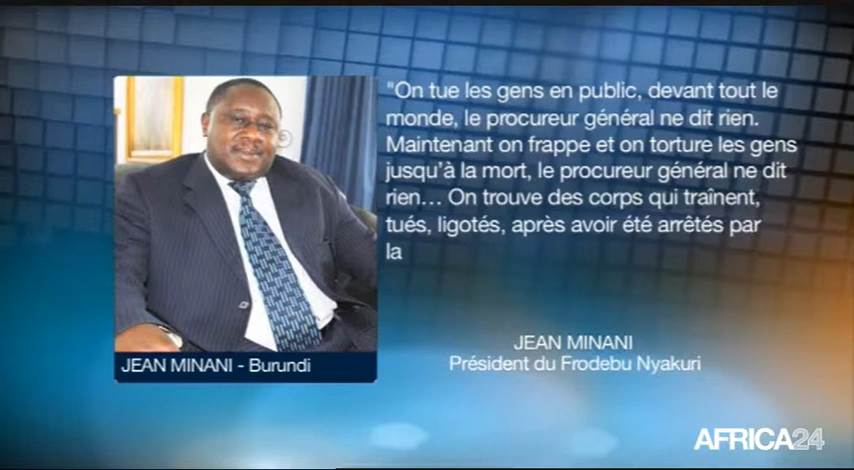 "On tue les gens en public, devant tout le
monde, le procureur général ne dit rien.
Maintenant on frappe et on torture les gens
jusqu'à la mort, le procureur général ne dit
rien... On trouve des corps qui traînent,
tués, ligotés, après avoir été arrêtés par
la
JEAN MINANI - Burundi
JEAN MINANI
Président du Frodebu Nyakuri
AFRICA24